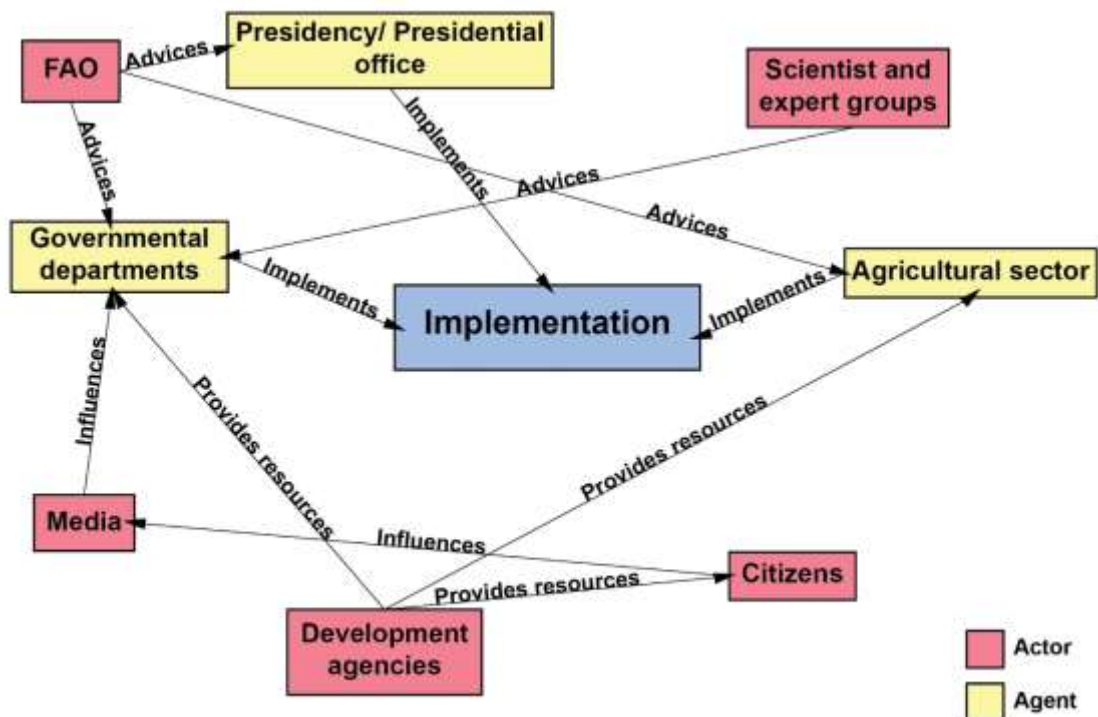 FAO
Advices
Presidency/ Presidential
office
Scientist and
expert groups
Advices
Implements
Advices
Advices
Governmental
departments
Implements
Implementation
Implements
Agricultural sector
Influences
Provides resources
Provides resources
Media
Influences
Citizens
Provides resources
Development
agencies
Actor
Agent